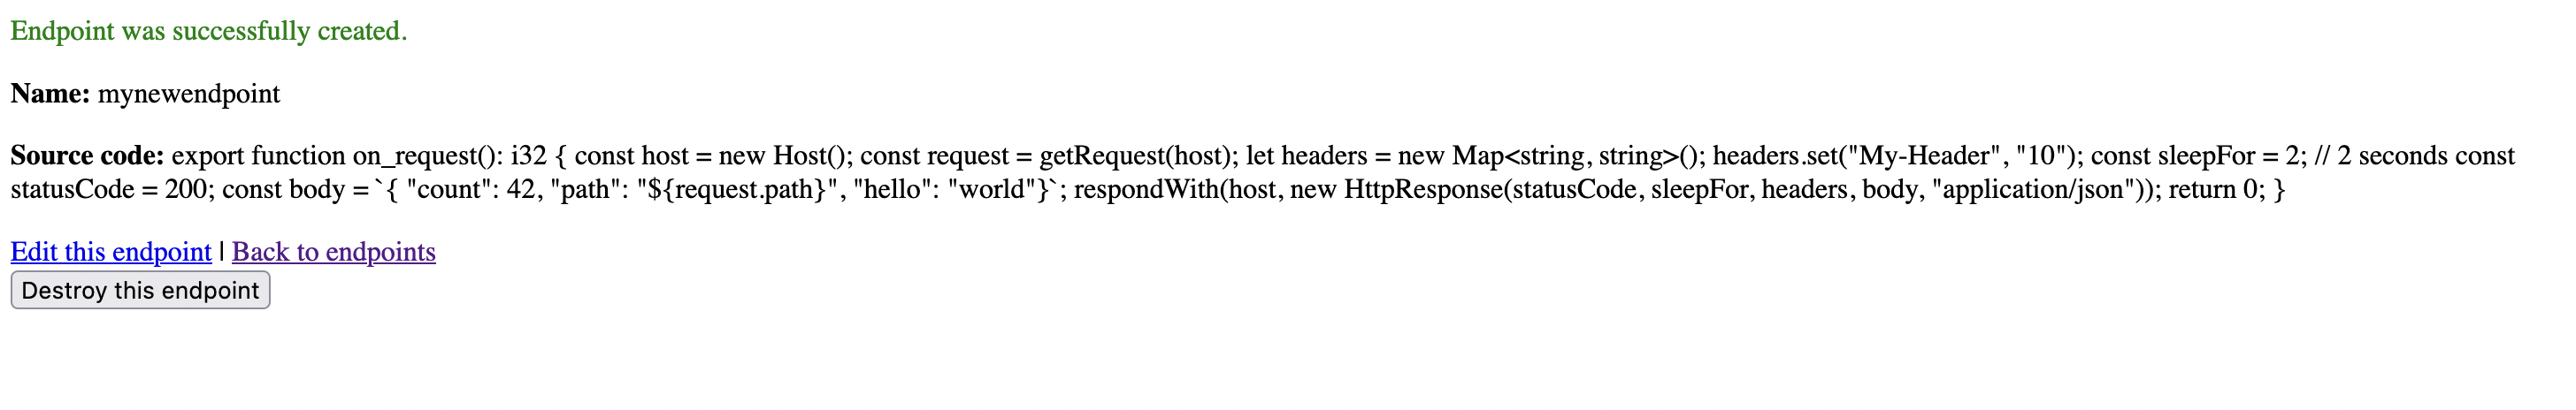 Endpoint was successfully created.
Name: mynewendpoint
Source code: export function on_request(): i32 { const host = new Host(); const request = getRequest(host); let headers = new Map<string, string>(); headers.set("My-Header", "10"); const sleepFor = 2; // 2 seconds const
statusCode = 200; const body = `{ "count": 42, "path": "${request.path}", "hello": "world"}`; respondWith(host, new HttpResponse(statusCode, sleepFor, headers, body, "application/json")); return 0; }
Edit this endpoint | Back to endpoints
Destroy this endpoint